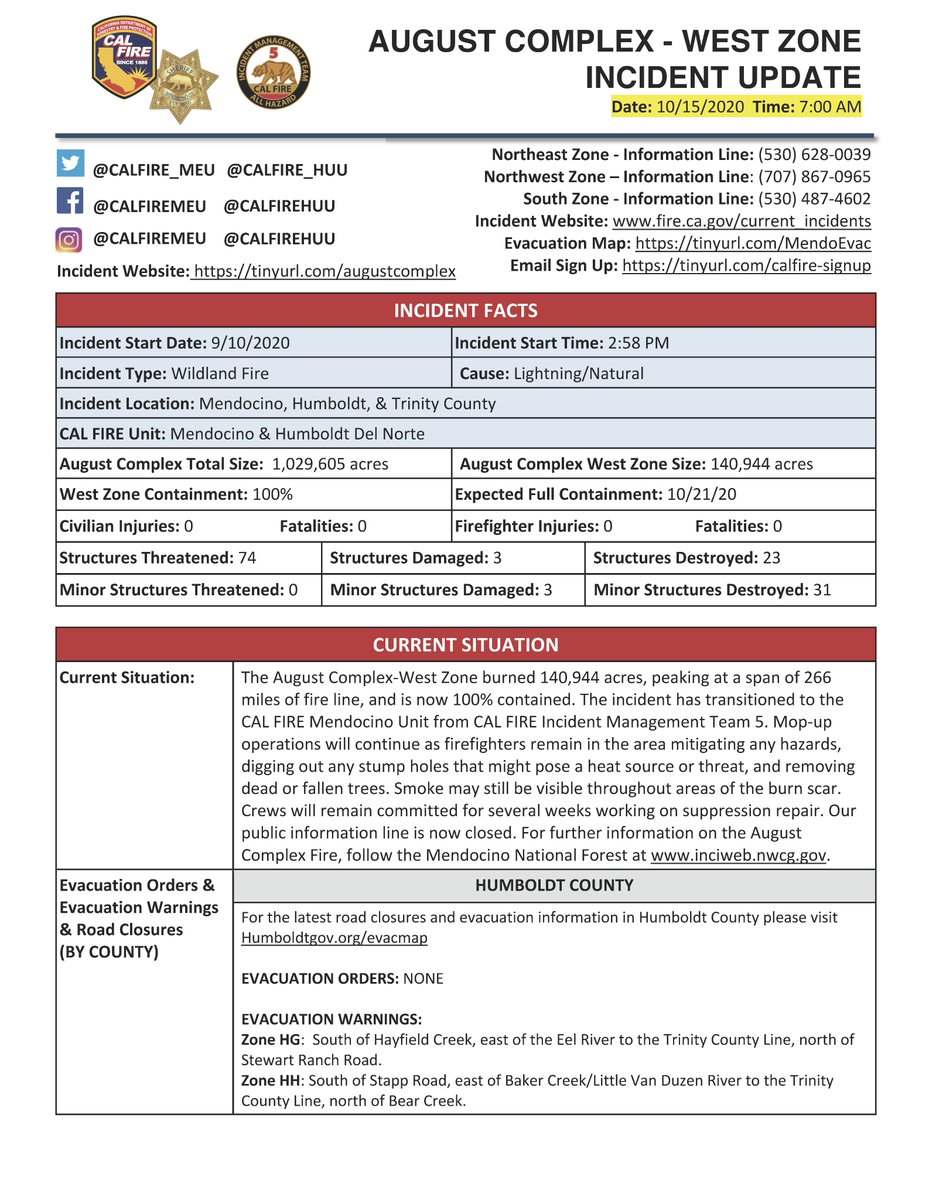 CALIFORNIA DEPARTMENT OF
FORESTRY & FIRE PROTECTION
CAL
FIRE
SINCE 1885
SHERIFF
MENDOCINO
INCIDENT MANAGEMENT TEAM
5
CAL FIRE
ALL HAZARD
AUGUST COMPLEX - WEST ZONE
INCIDENT UPDATE
Date: 10/15/2020 Time: 7:00 AM
@CALFIRE_MEU @CALFIRE_HUU
@CALFIREMEU @CALFIREHUU
@CALFIREMEU @CALFIREHUU
Incident Website: https://tinyurl.com/augustcomplex
Northeast Zone - Information Line: (530) 628-0039
Northwest Zone – Information Line: (707) 867-0965
South Zone - Information Line: (530) 487-4602
Incident Website: www.fire.ca.gov/current_incidents
Evacuation Map: https://tinyurl.com/MendoEvac
Email Sign Up: https://tinyurl.com/calfire-signup
INCIDENT FACTS
Incident Start Date: 9/10/2020 Incident Start Time: 2:58 PM
Incident Type: Wildland Fire Cause: Lightning/Natural
Incident Location: Mendocino, Humboldt, & Trinity County
CAL FIRE Unit: Mendocino & Humboldt Del Norte
August Complex Total Size: 1,029,605 acres August Complex West Zone Size: 140,944 acres
West Zone Containment: 100% Expected Full Containment: 10/21/20
Civilian Injuries: 0 Fatalities: 0 Firefighter Injuries: 0 Fatalities: 0
Structures Threatened: 74 Structures Damaged: 3 Structures Destroyed: 23
Minor Structures Threatened: 0 Minor Structures Damaged: 3 Minor Structures Destroyed: 31
CURRENT SITUATION
Current Situation:
The August Complex-West Zone burned 140,944 acres, peaking at a span of 266
miles of fire line, and is now 100% contained. The incident has transitioned to the
CAL FIRE Mendocino Unit from CAL FIRE Incident Management Team 5. Mop-up
operations will continue as firefighters remain in the area mitigating any hazards,
digging out any stump holes that might pose a heat source or threat, and removing
dead or fallen trees. Smoke may still be visible throughout areas of the burn scar.
Crews will remain committed for several weeks working on suppression repair. Our
public information line is now closed. For further information on the August
Complex Fire, follow the Mendocino National Forest at www.inciweb.nwcg.gov.
Evacuation Orders &
Evacuation Warnings
& Road Closures
(BY COUNTY)
HUMBOLDT COUNTY
For the latest road closures and evacuation information in Humboldt County please visit
Humboldtgov.org/evacmap
EVACUATION ORDERS: NONE
EVACUATION WARNINGS:
Zone HG: South of Hayfield Creek, east of the Eel River to the Trinity County Line, north of
Stewart Ranch Road.
Zone HH: South of Stapp Road, east of Baker Creek/Little Van Duzen River to the Trinity
County Line, north of Bear Creek.